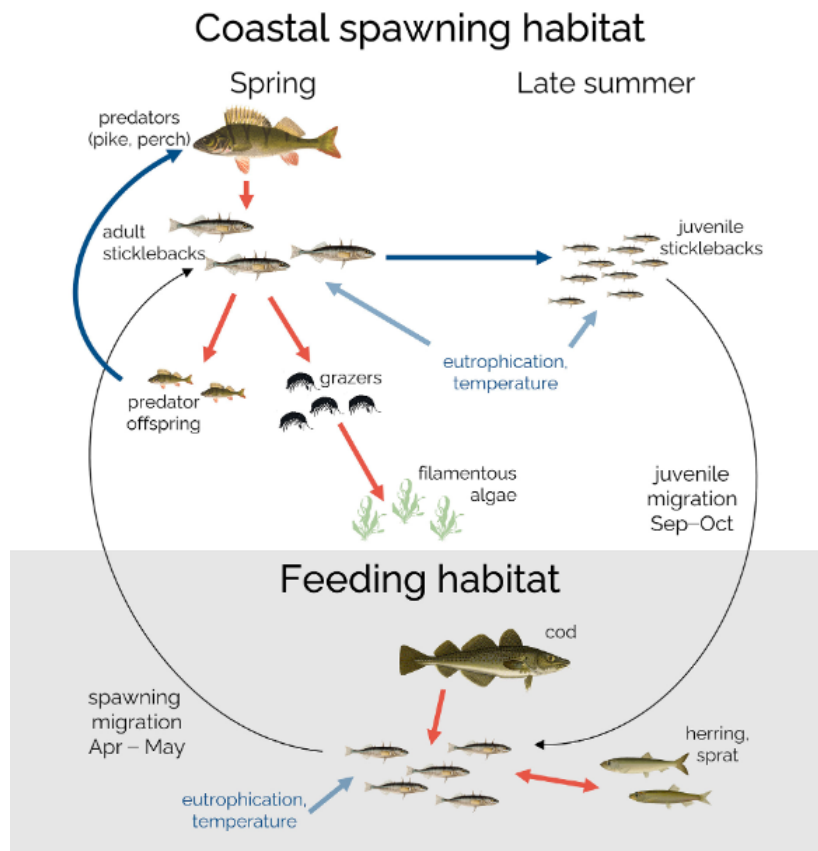 Coastal spawning habitat
Spring
Late summer
predators
(pike, perch)
adult
sticklebacks
juvenile
sticklebacks
eutrophication,
temperature
grazers
predator
offspring
filamentous
algae
juvenile
migration
Sep–Oct
Feeding habitat
cod
spawning
migration
Apr – May
herring,
sprat
eutrophication,
temperature